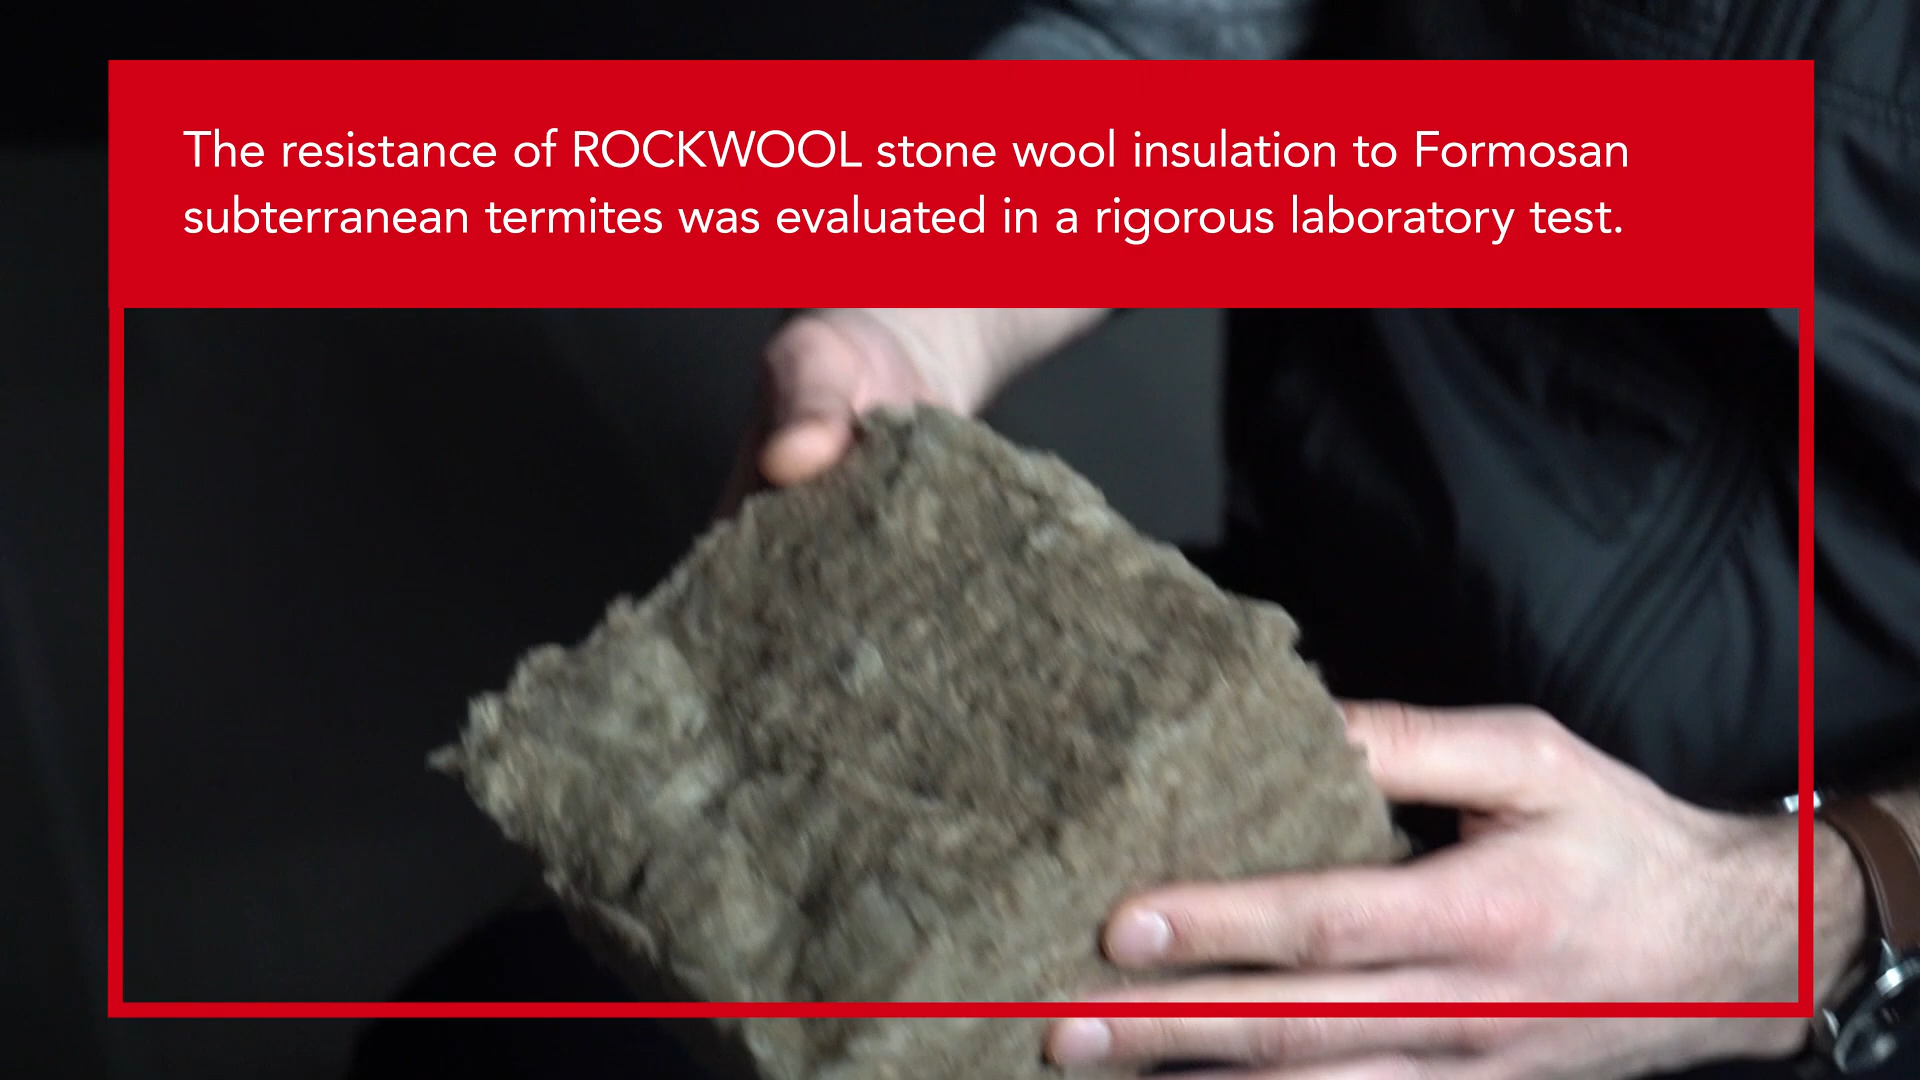 The resistance of ROCKWOOL stone wool insulation to Formosan
subterranean termites was evaluated in a rigorous laboratory test.